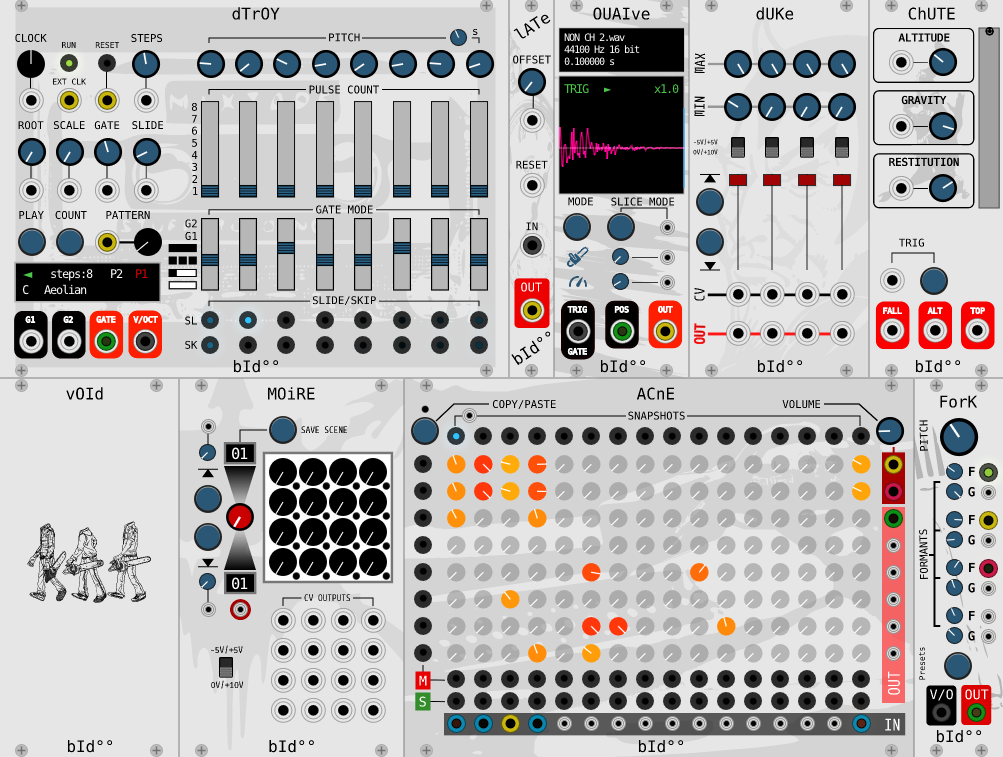 dTrOY
CLOCK
RUN
RESET
STEPS
EXT CLK
PITCH
S
PULSE COUNT
8
7
6
5
4
3
2
1
ROOT
SCALE
GATE
SLIDE
PLAY
COUNT
PATTERN
GATE MODE
G2
G1
◄ steps:8 P2 P1
C Aeolian
SLIDE/SKIP
SL
SK
G1
G2
GATE
V/OCT
bId°°
lATe
OFFSET
RESET
IN
OUT
bId°°
OUAIve
NON CH 2.wav
44100 Hz 16 bit
0.100000 s
TRIG ► x1.0
MODE
SLICE MODE
TRIG
GATE
POS
OUT
bId°°
dUKe
MAX
MIN
-5V/+5V
0V/+10V
CV
OUT
bId°°
ChUTE
ALTITUDE
GRAVITY
RESTITUTION
TRIG
FALL
ALT
TOP
bId°°
vOId
bId°°
MOiRE
SAVE SCENE
01
01
CV OUTPUTS
-5V/+5V
0V/+10V
bId°°
ACnE
COPY/PASTE
SNAPSHOTS
VOLUME
M
S
OUT
IN
bId°°
ForK
PITCH
FORMANTS
F
G
F
G
F
G
F
G
Presets
V/O
OUT
bId°°